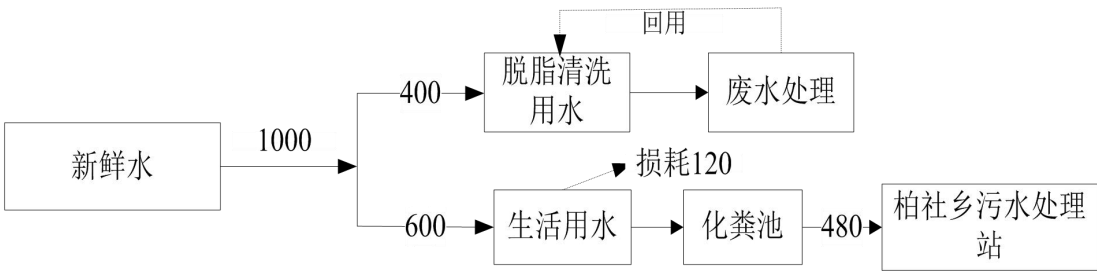 回用
400
脱脂清洗
用水
废水处理
新鲜水
1000
损耗120
600
生活用水
化粪池
480
柏社乡污水处理
站